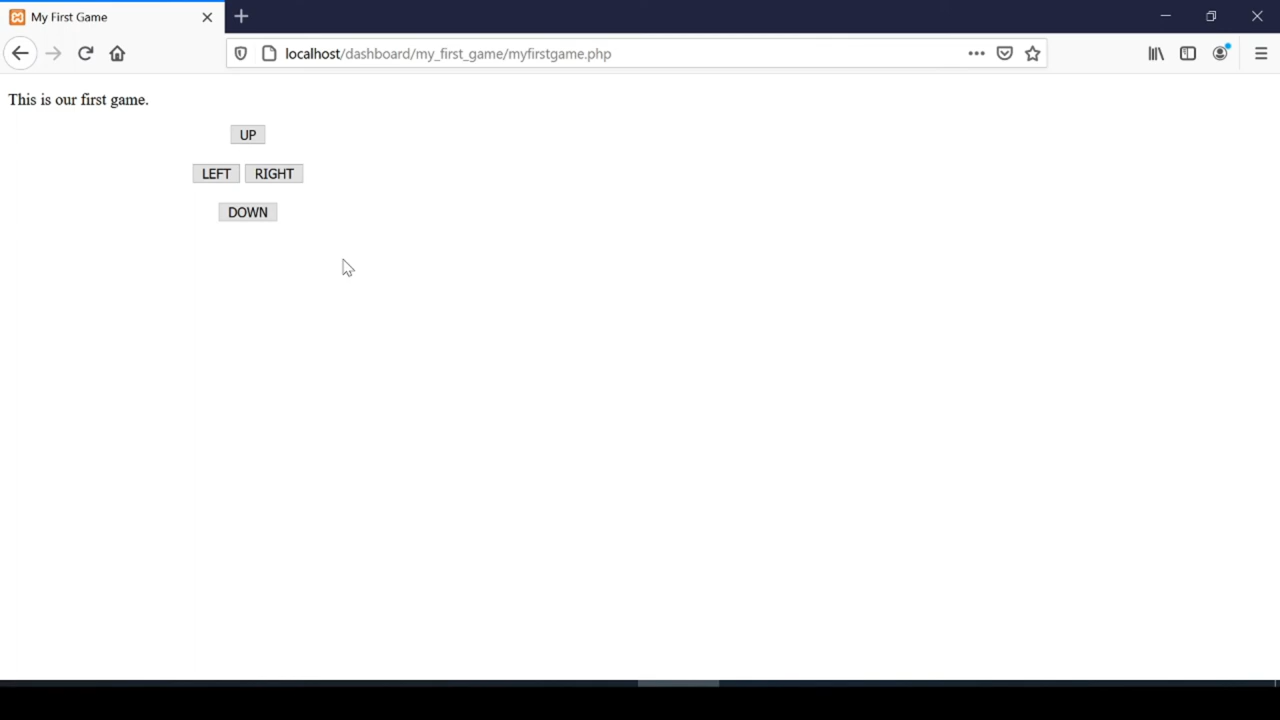 My First Game
localhost/dashboard/my_first_game/myfirstgame.php
This is our first game.
UP
LEFT RIGHT
DOWN